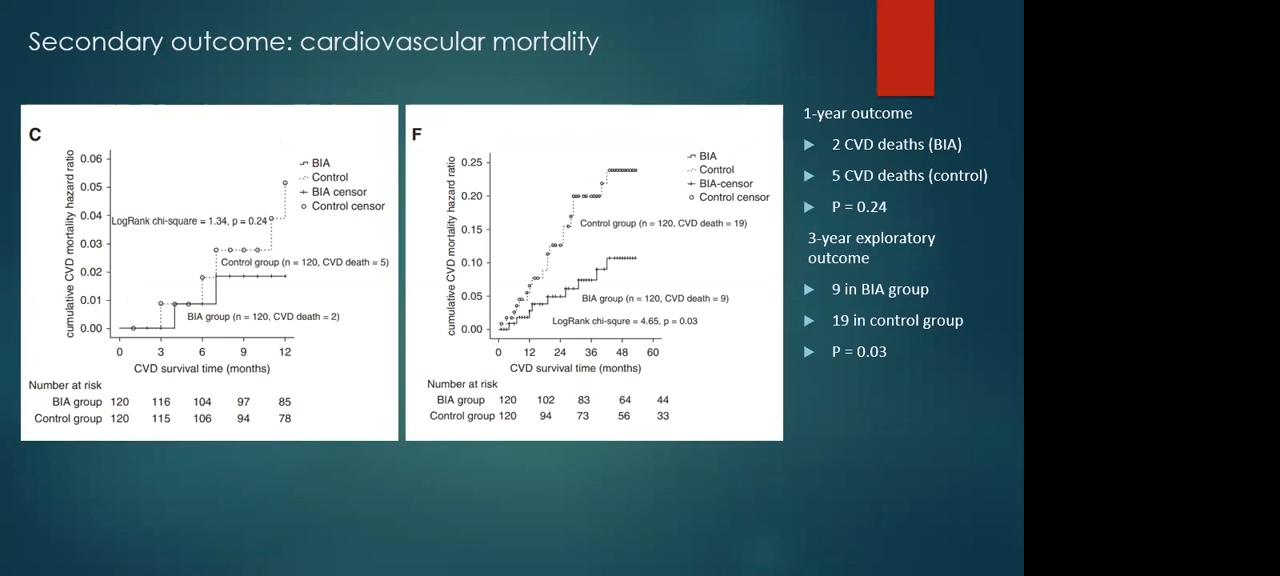 Secondary outcome: cardiovascular mortality
C
cumulative CVD mortality hazard ratio
0.06
0.05
0.04
0.03
0.02
0.01
0.00
BIA
Control
BIA censor
Control censor
LogRank chi-square = 1.34, p = 0.24
Control group (n = 120, CVD death = 5)
BIA group (n = 120, CVD death = 2)
0 3 6 9 12
CVD survival time (months)
Number at risk
BIA group 120 116 104 97 85
Control group 120 115 106 94 78
F
cumulative CVD mortality hazard ratio
0.25
0.20
0.15
0.10
0.05
0.00
BIA
Control
BIA-censor
Control censor
Control group (n = 120, CVD death = 19)
BIA group (n = 120, CVD death = 9)
LogRank chi-squre = 4.65, p = 0.03
0 12 24 36 48 60
CVD survival time (months)
Number at risk
BIA group 120 102 83 64 44
Control group 120 94 73 56 33
1-year outcome
2 CVD deaths (BIA)
5 CVD deaths (control)
P = 0.24
3-year exploratory
outcome
9 in BIA group
19 in control group
P = 0.03